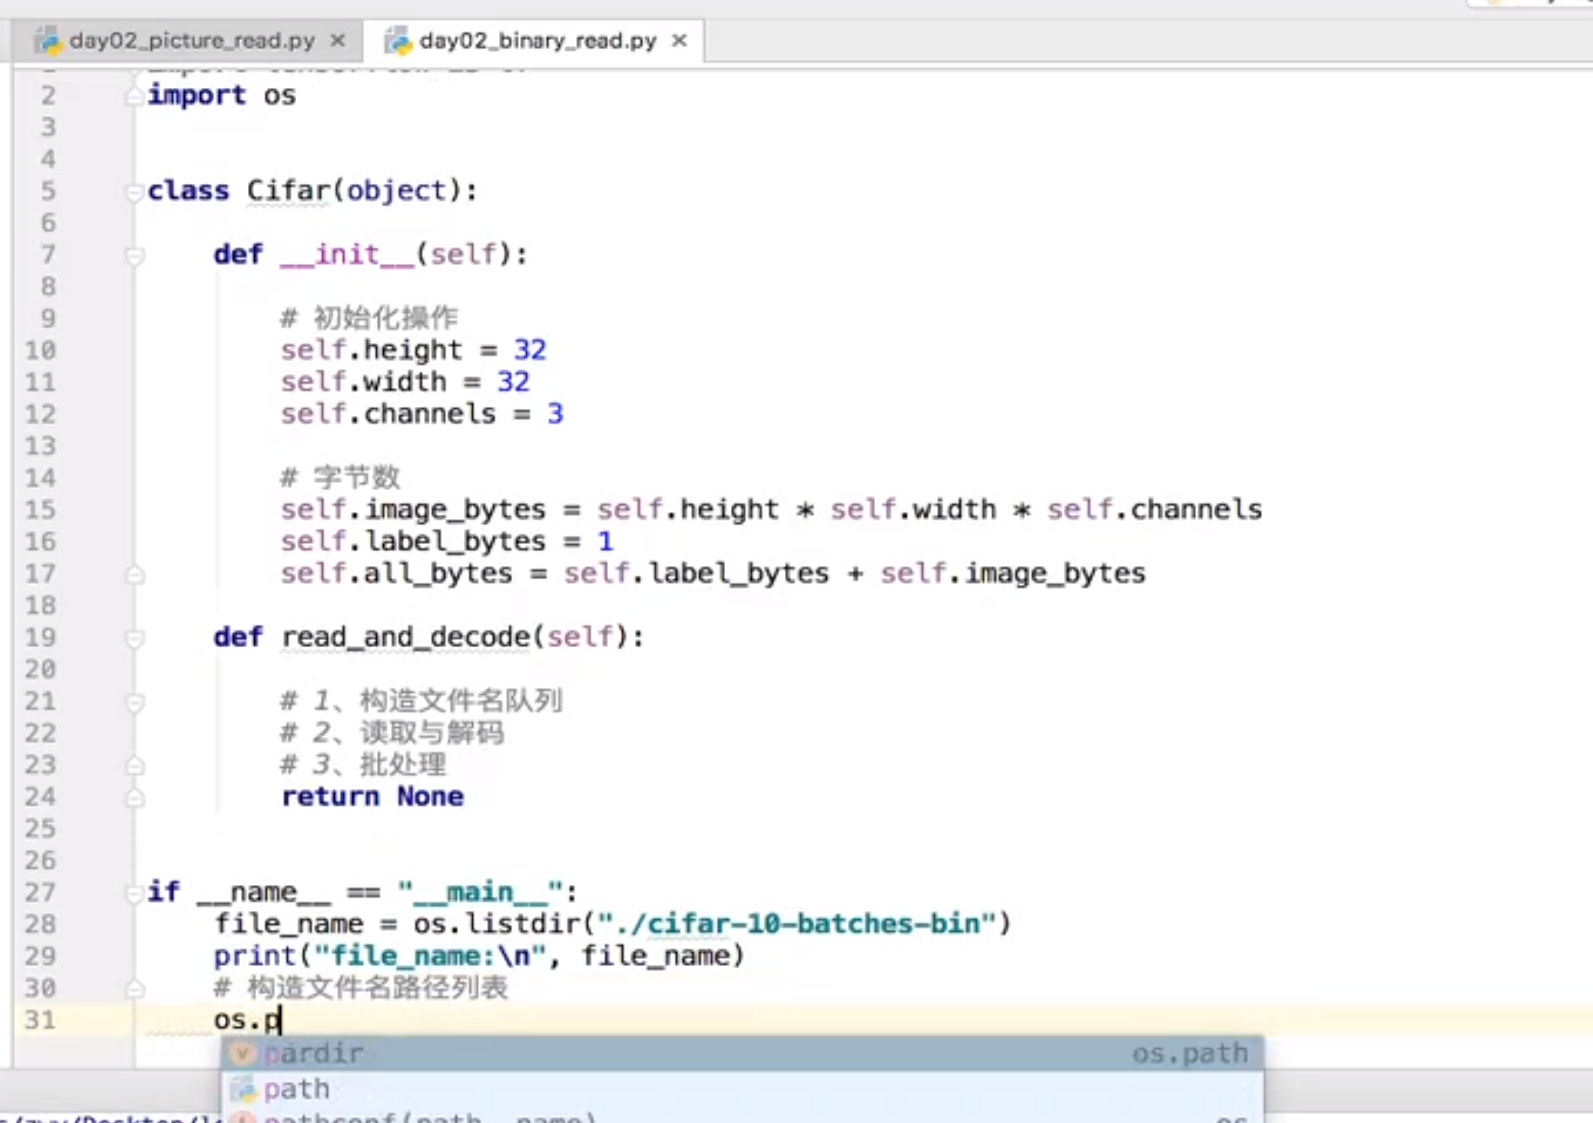 day02_picture_read.py × day02_binary_read.py ×
2 import os
3
4
5 class Cifar(object):
6
7 def __init__(self):
8
9 # 初始化操作
10 self.height = 32
11 self.width = 32
12 self.channels = 3
13
14 # 字节数
15 self.image_bytes = self.height * self.width * self.channels
16 self.label_bytes = 1
17 self.all_bytes = self.label_bytes + self.image_bytes
18
19 def read_and_decode(self):
20
21 # 1、构造文件名队列
22 # 2、读取与解码
23 # 3、批处理
24 return None
25
26
27 if __name__ == "__main__":
28 file_name = os.listdir("./cifar-10-batches-bin")
29 print("file_name:\n", file_name)
30 # 构造文件名路径列表
31 os.p
v pardir os.path
path